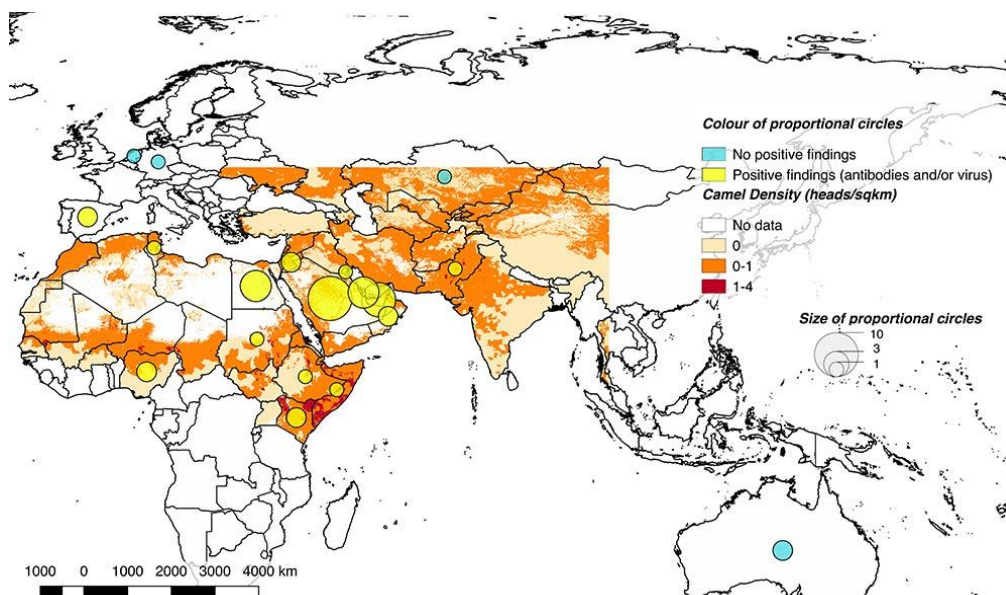 Colour of proportional circles
No positive findings
Positive findings (antibodies and/or virus)
Camel Density (heads/sqkm)
No data
0
0-1
1-4
Size of proportional circles
10
3
1
1000 0 1000 2000 3000 4000 km